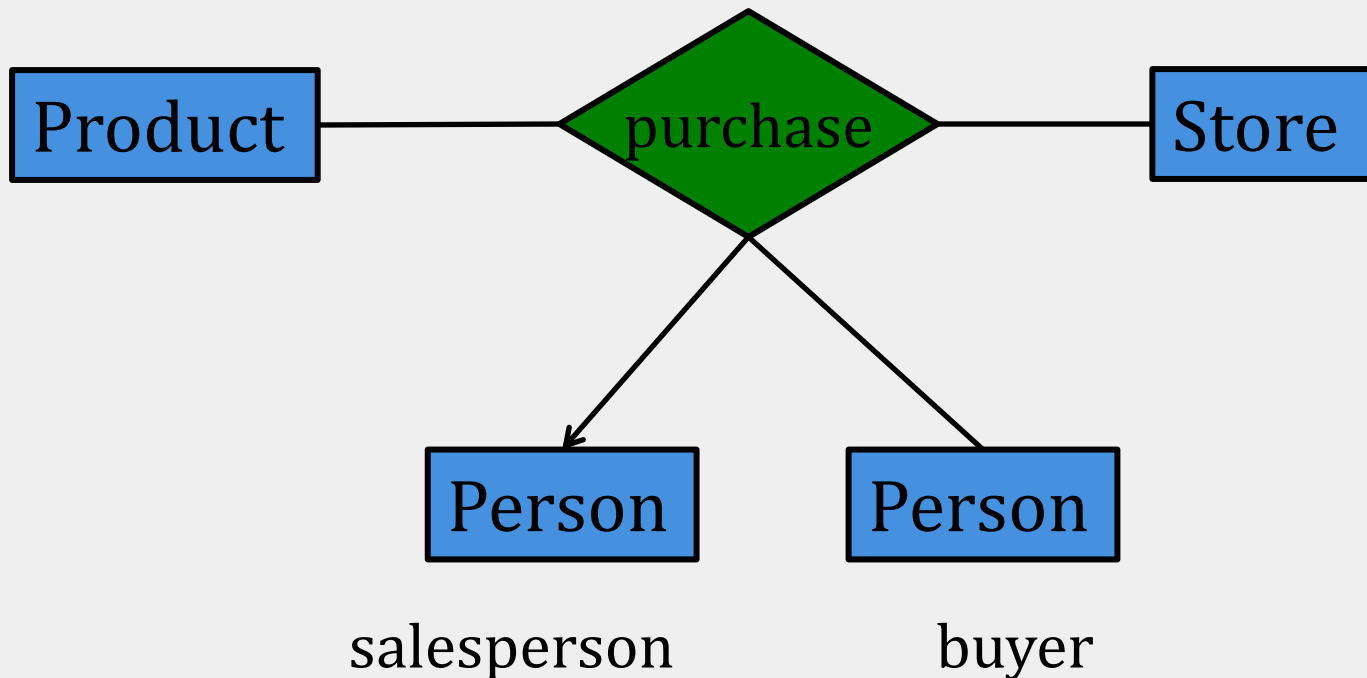 Product
purchase
Store
Person
Person
salesperson
buyer